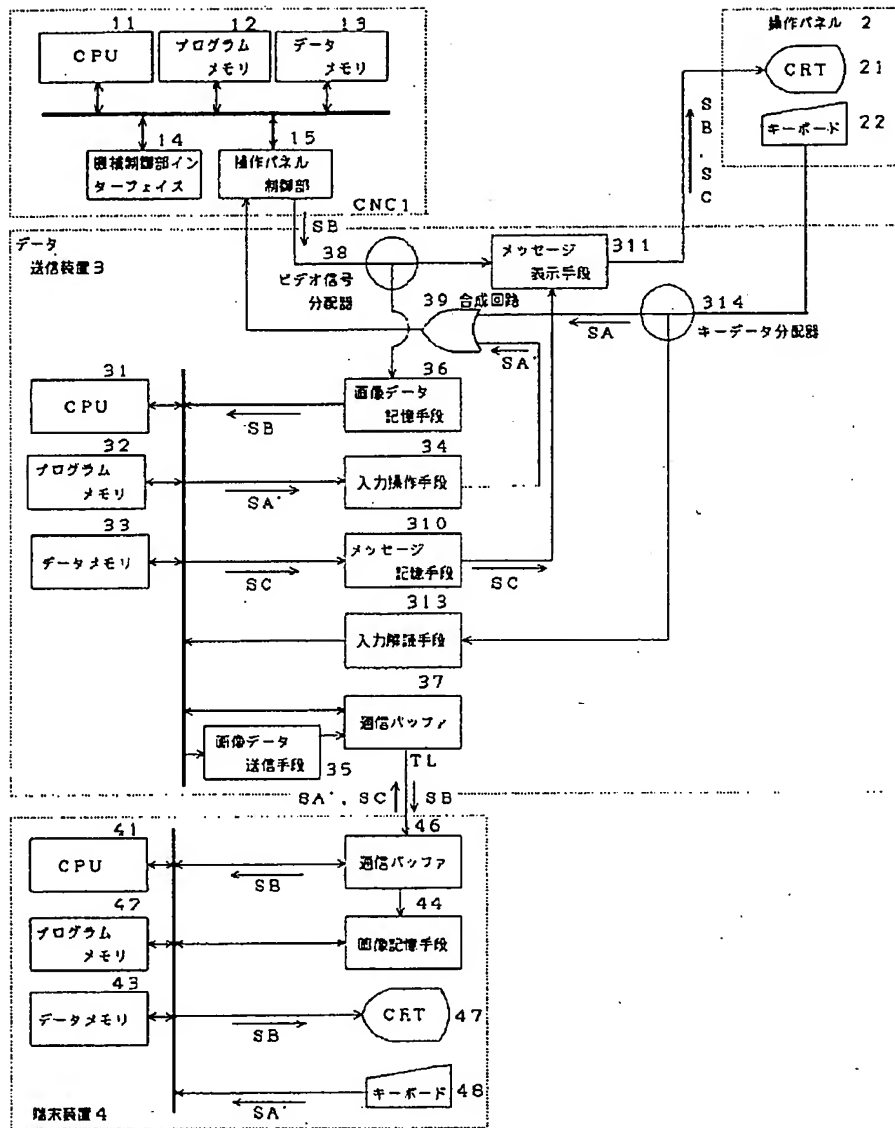 11
CPU
12
プログラム
メモリ
13
データ
メモリ
14
機械制御部イン
ターフェイス
15
操作パネル
制御部
CNC1
操作パネル 2
CRT
21
キーボード
22
SB,SC
SB
データ
送信装置3
38
ビデオ信号
分配器
メッセージ
表示手段
311
39 合成回路
SA
314
キーデータ分配器
SA'
31
CPU
36
画像データ
記憶手段
SB
32
プログラム
メモリ
34
入力操作手段
SA'
33
データメモリ
310
メッセージ
記憶手段
SC
SC
313
入力解読手段
37
通信バッファ
画像データ
送信手段
35
TL
SA',SC
SB
41
CPU
46
通信バッファ
SB
47
プログラム
メモリ
44
画像記憶手段
43
データメモリ
CRT
47
SB
キーボード
48
SA'
端末装置4